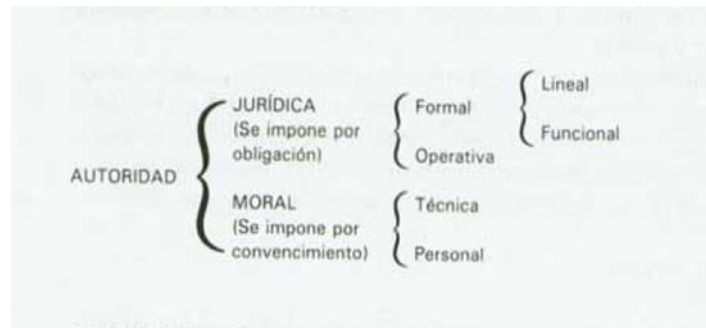 AUTORIDAD
JURÍDICA
(Se impone por
obligación)
Formal
Lineal
Funcional
Operativa
MORAL
(Se impone por
convencimiento)
Técnica
Personal